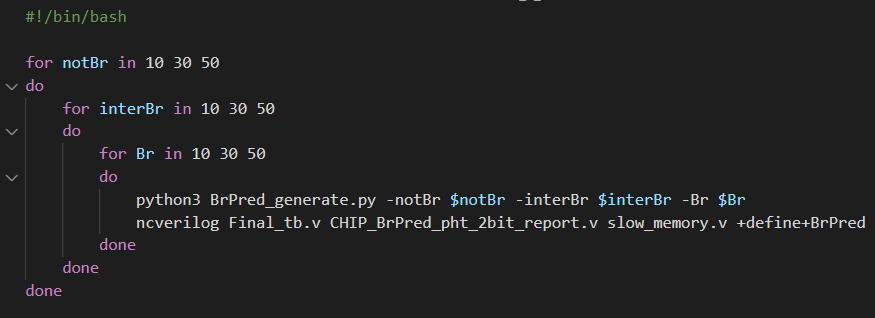 #!/bin/bash
for notBr in 10 30 50
do
for interBr in 10 30 50
do
for Br in 10 30 50
do
python3 BrPred_generate.py -notBr $notBr -interBr $interBr -Br $Br
ncverilog Final_tb.v CHIP_BrPred_pht_2bit_report.v slow_memory.v +define+BrPred
done
done
done